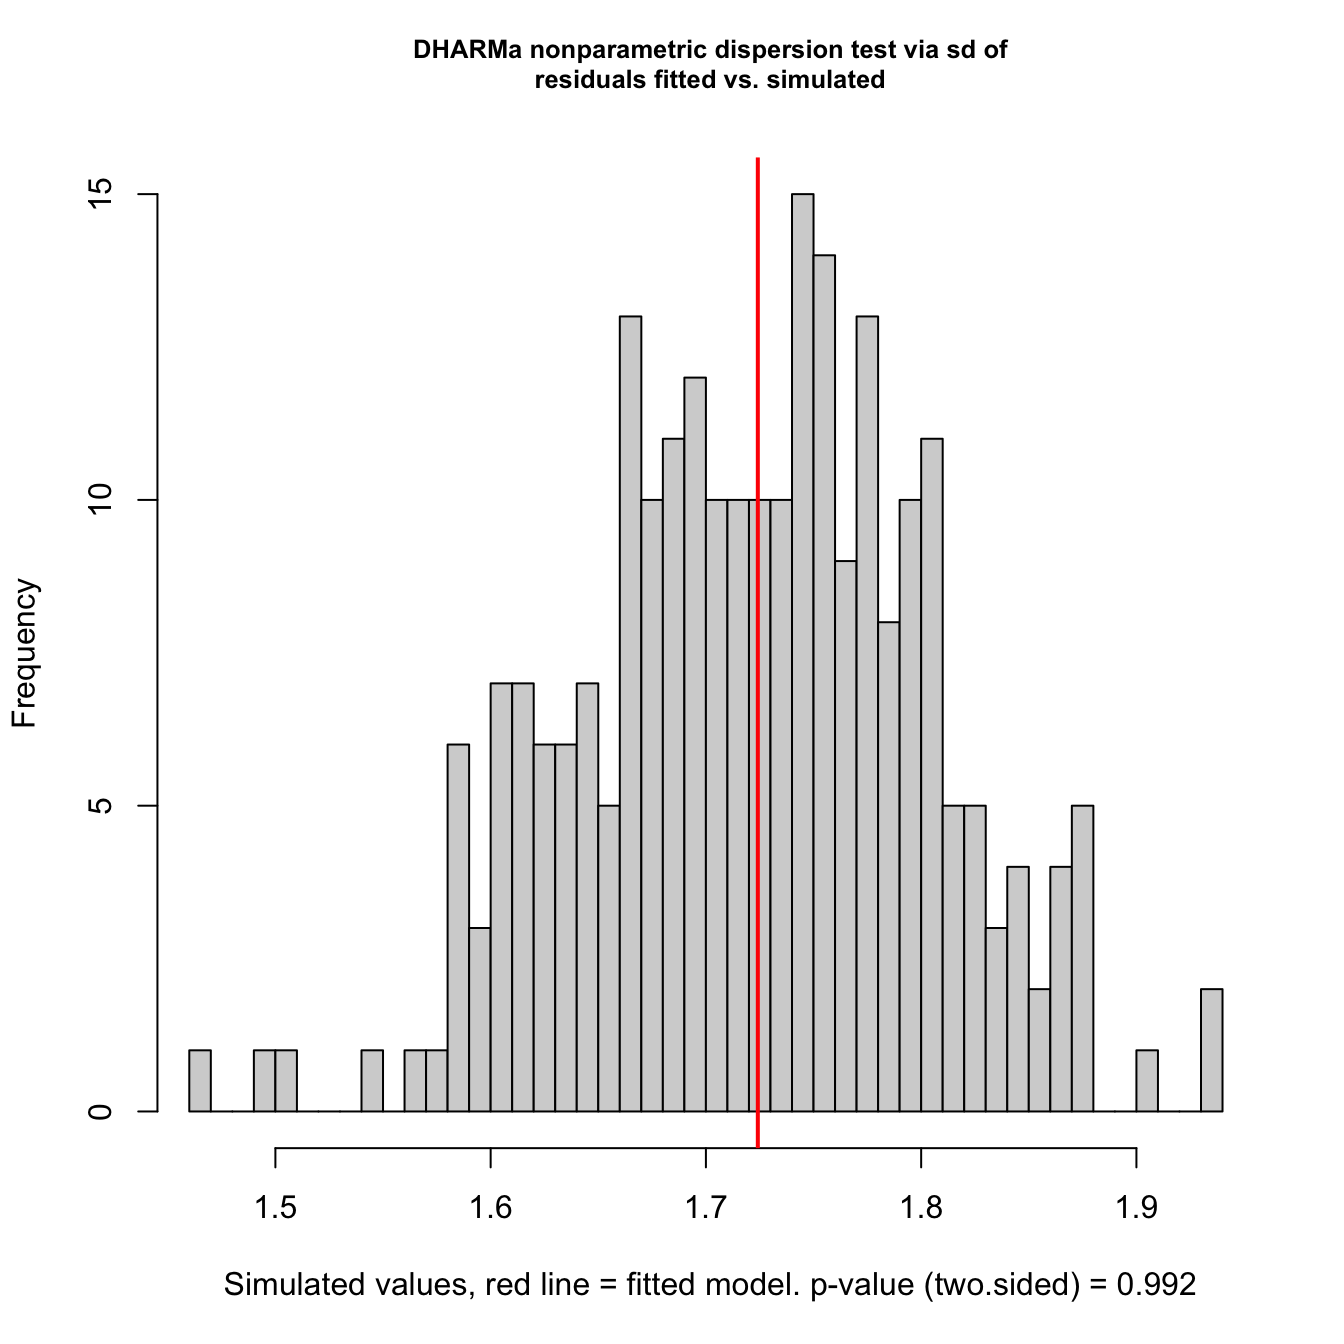 DHARMa nonparametric dispersion test via sd of
residuals fitted vs. simulated
Frequency
15
10
5
0
1.5 1.6 1.7 1.8 1.9
Simulated values, red line = fitted model. p-value (two.sided) = 0.992